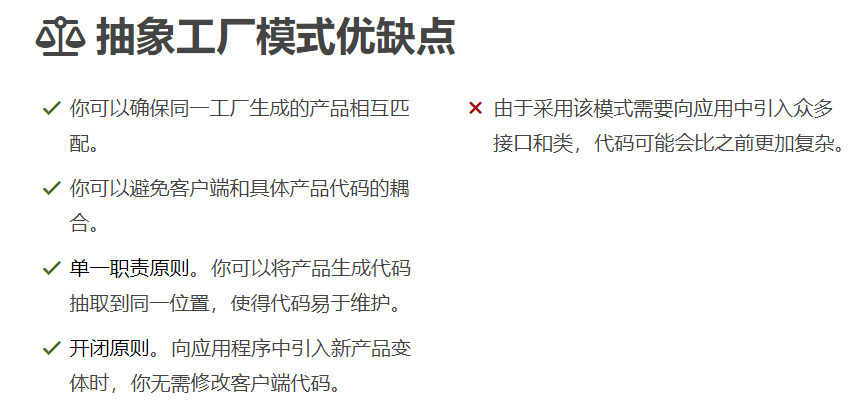 抽象工厂模式优缺点
你可以确保同一工厂生成的产品相互匹
配。
你可以避免客户端和具体产品代码的耦
合。
单一职责原则。你可以将产品生成代码
抽取到同一位置，使得代码易于维护。
开闭原则。向应用程序中引入新产品变
体时，你无需修改客户端代码。
由于采用该模式需要向应用中引入众多
接口和类，代码可能会比之前更加复杂。